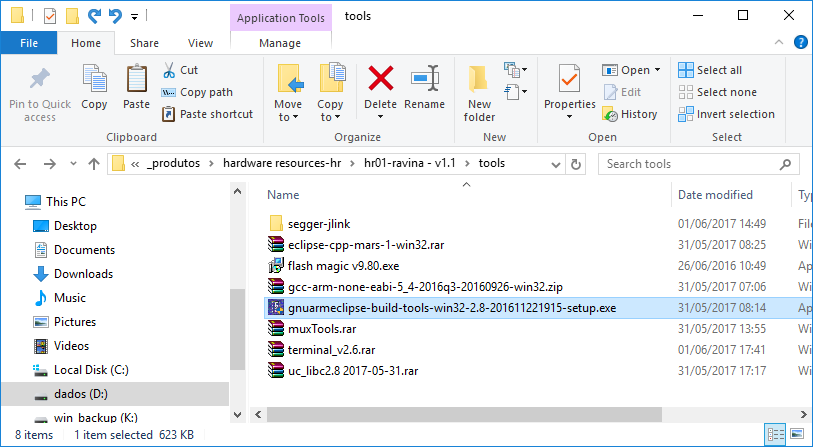 Application Tools tools
File Home Share View Manage
Pin to Quick access
Copy
Paste
Cut
Copy path
Paste shortcut
Clipboard
Move to
Copy to
Delete
Rename
Organize
New folder
New
Properties
Open
Edit
History
Open
Select all
Select none
Invert selection
Select
« _produtos > hardware resources-hr > hr01-ravina - v1.1 > tools
Search tools
This PC
Desktop
Documents
Downloads
Music
Pictures
Videos
Local Disk (C:)
dados (D:)
win_backup (K:)
Name Date modified Ty
segger-jlink 01/06/2017 14:49 File
eclipse-cpp-mars-1-win32.rar 31/05/2017 08:25 Wi
flash magic v9.80.exe 26/06/2016 10:49 Ap
gcc-arm-none-eabi-5_4-2016q3-20160926-win32.zip 31/05/2017 07:06 Wi
gnuarmeclipse-build-tools-win32-2.8-201611221915-setup.exe 31/05/2017 08:14 Ap
muxTools.rar 31/05/2017 13:55 Wi
terminal_v2.6.rar 01/06/2017 17:41 Wi
uc_libc2.8 2017-05-31.rar 31/05/2017 17:17 Wi
8 items 1 item selected 623 KB